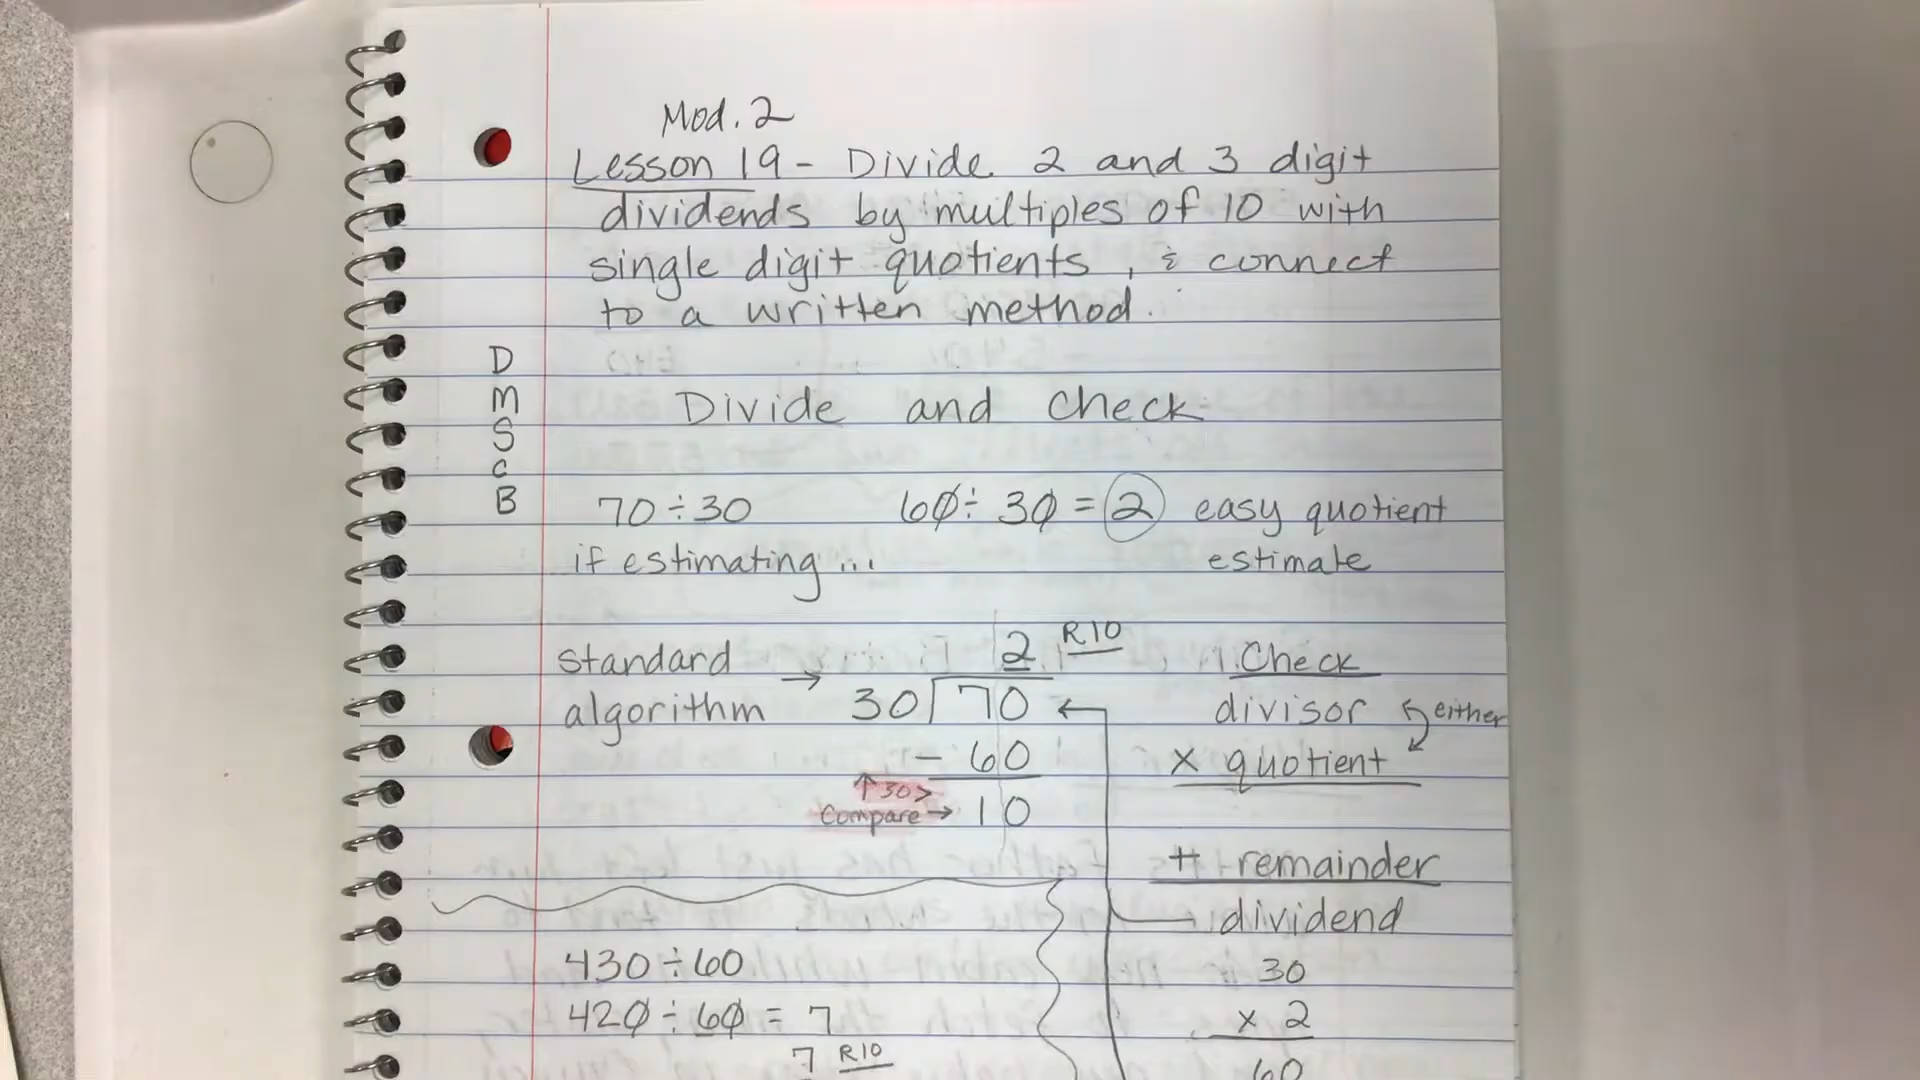 Mod. 2
Lesson 19 - Divide 2 and 3 digit
dividends by multiples of 10 with
single digit quotients, & connect
to a written method.
D
M
S
C
B
Divide and check
70 ÷ 30
60 ÷ 30 = 2 easy quotient
estimate
if estimating ...
standard
algorithm
→
2 R10
30 70
- 60
↑ 30 >
Compare → 10
Check
divisor either
x quotient
+ remainder
dividend
30
x 2
60
430 ÷ 60
420 ÷ 60 = 7
7 R10